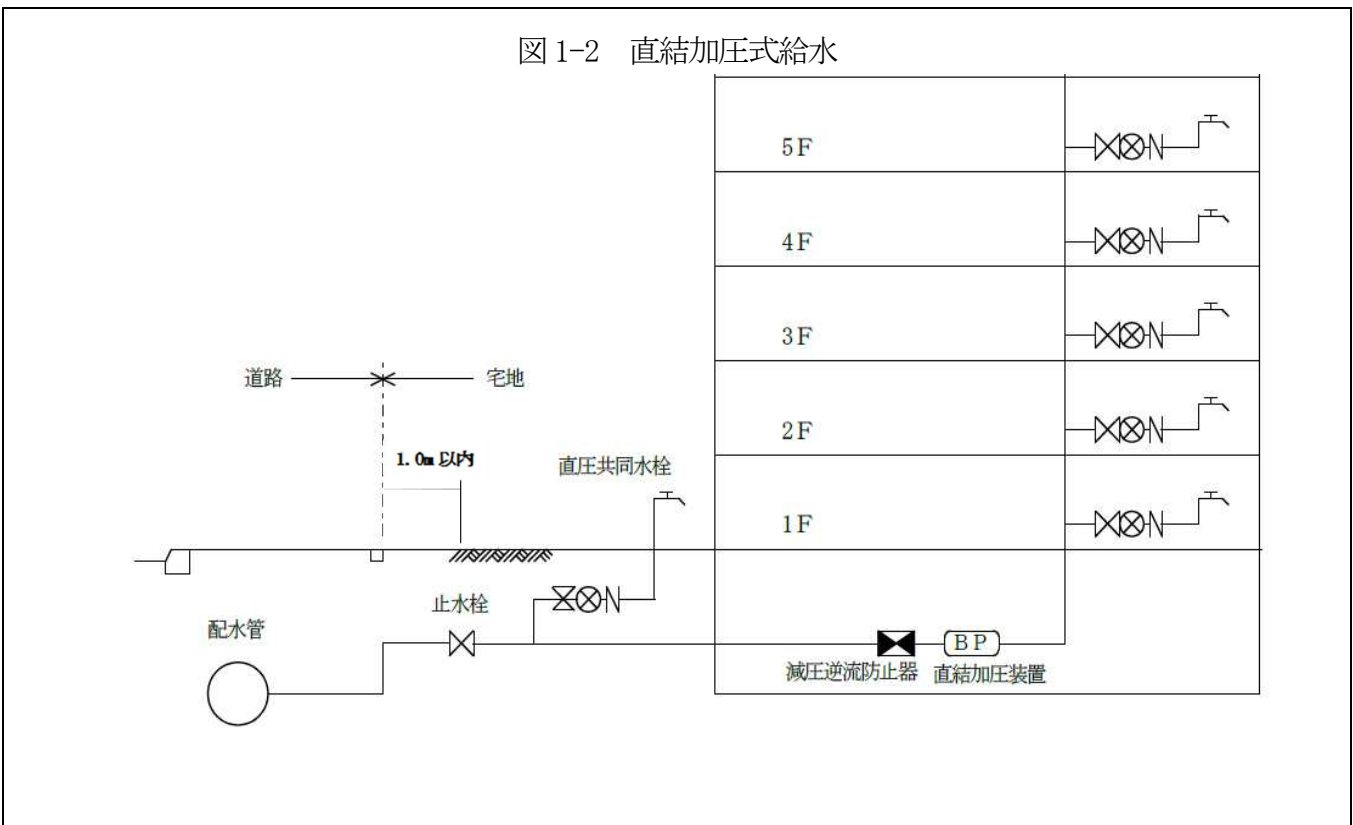 図 1-2 直結加圧式給水
5F
4F
3F
道路
宅地
2F
1.0m 以内
直圧共同水栓
1F
止水栓
配水管
BP
減圧逆流防止器
直結加圧装置